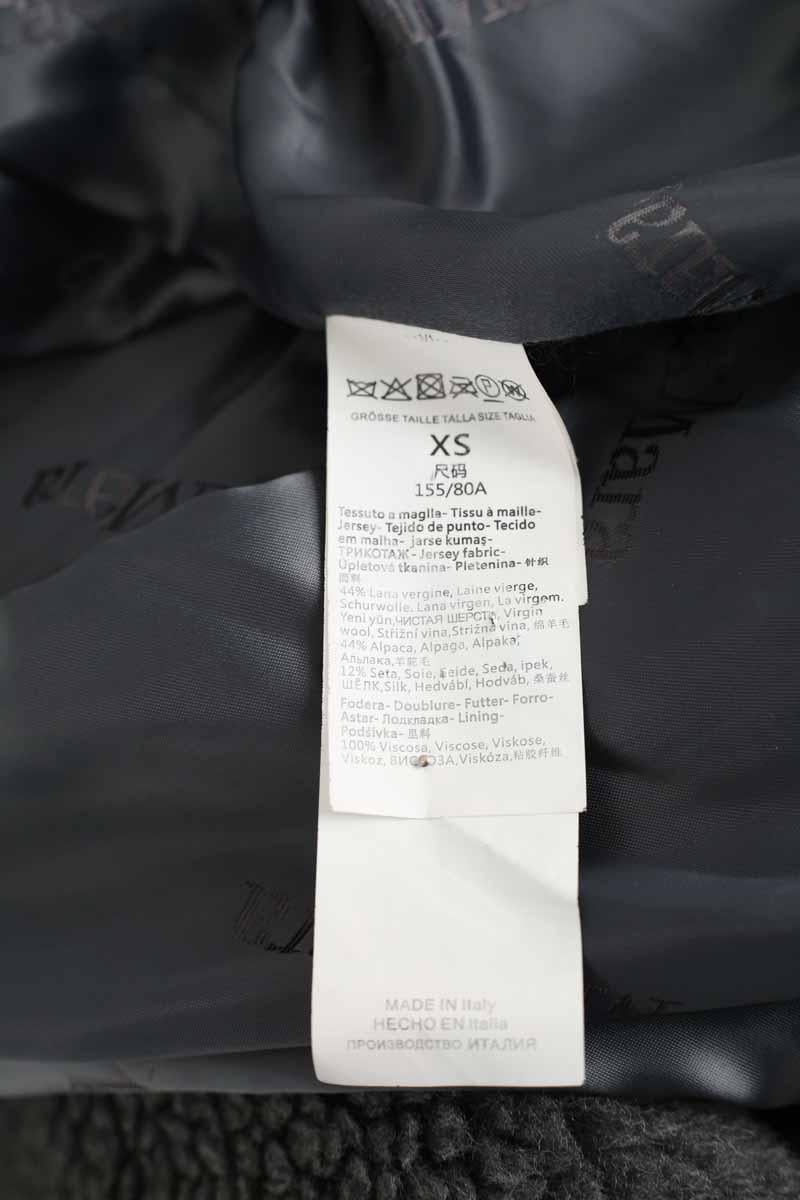 GRÖSSE TAILLE TALLA SIZE TAGLIA
XS
尺码
155/80A
Tessuto a maglia- Tissu à maille-
Jersey- Tejido de punto- Tecido
em malha- jarse kumaş-
ТРИКОТАЖ- Jersey fabric-
Úpletová tkanina- Pletenina- 针织
面料
44% Lana vergine, Laine vierge,
Schurwolle. Lana virgen, La virgem.
Yeni yün,ЧИСТАЯ ШЕРСТЬ, Virgin
wool, Střižní vlna,Strižná vlna, 绵羊毛
44% Alpaca, Alpaga, Alpaka,
Альпака,羊驼毛
12% Seta, Soie, Seide, Seda, ipek,
ШЕЛК,Silk, Hedvábí, Hodváb, 桑蚕丝
Fodera- Doublure- Futter- Forro-
Astar- Подкладка- Lining-
Podšívka- 里料
100% Viscosa, Viscose, Viskose,
Viskoz, ВИСКОЗА,Viskóza,粘胶纤维
MADE IN Italy
HECHO EN Italia
ПРОИЗВОДСТВО ИТАЛИЯ